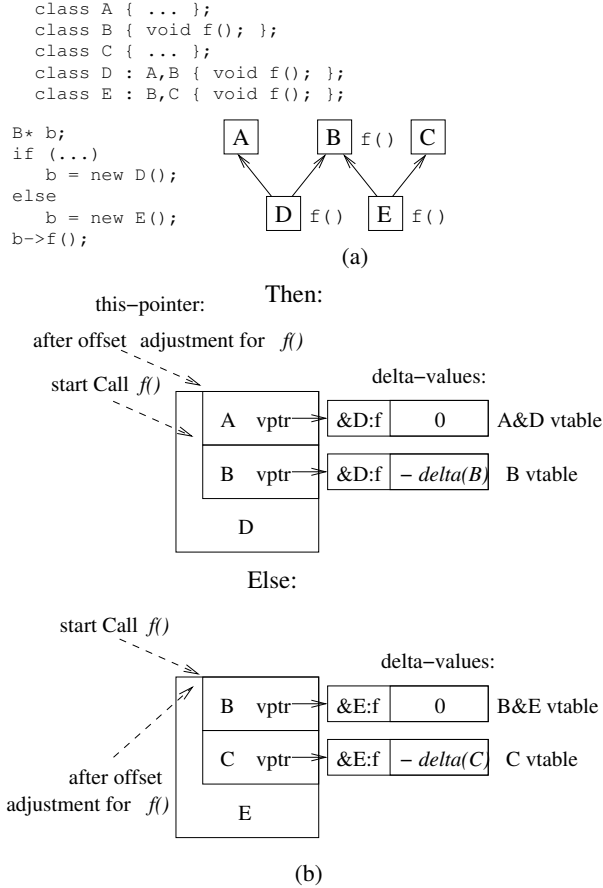 class A { ... };
class B { void f(); };
class C { ... };
class D : A,B { void f(); };
class E : B,C { void f(); };
B* b;
if (...)
b = new D();
else
b = new E();
b−>f();
A
B f()
C
D f()
E f()
(a)
Then:
this−pointer:
after offset adjustment for f()
start Call f()
delta−values:
A vptr &D:f 0 A&D vtable
B vptr &D:f − delta(B) B vtable
D
Else:
start Call f()
delta−values:
B vptr &E:f 0 B&E vtable
C vptr &E:f − delta(C) C vtable
after offset
adjustment for f()
E
(b)